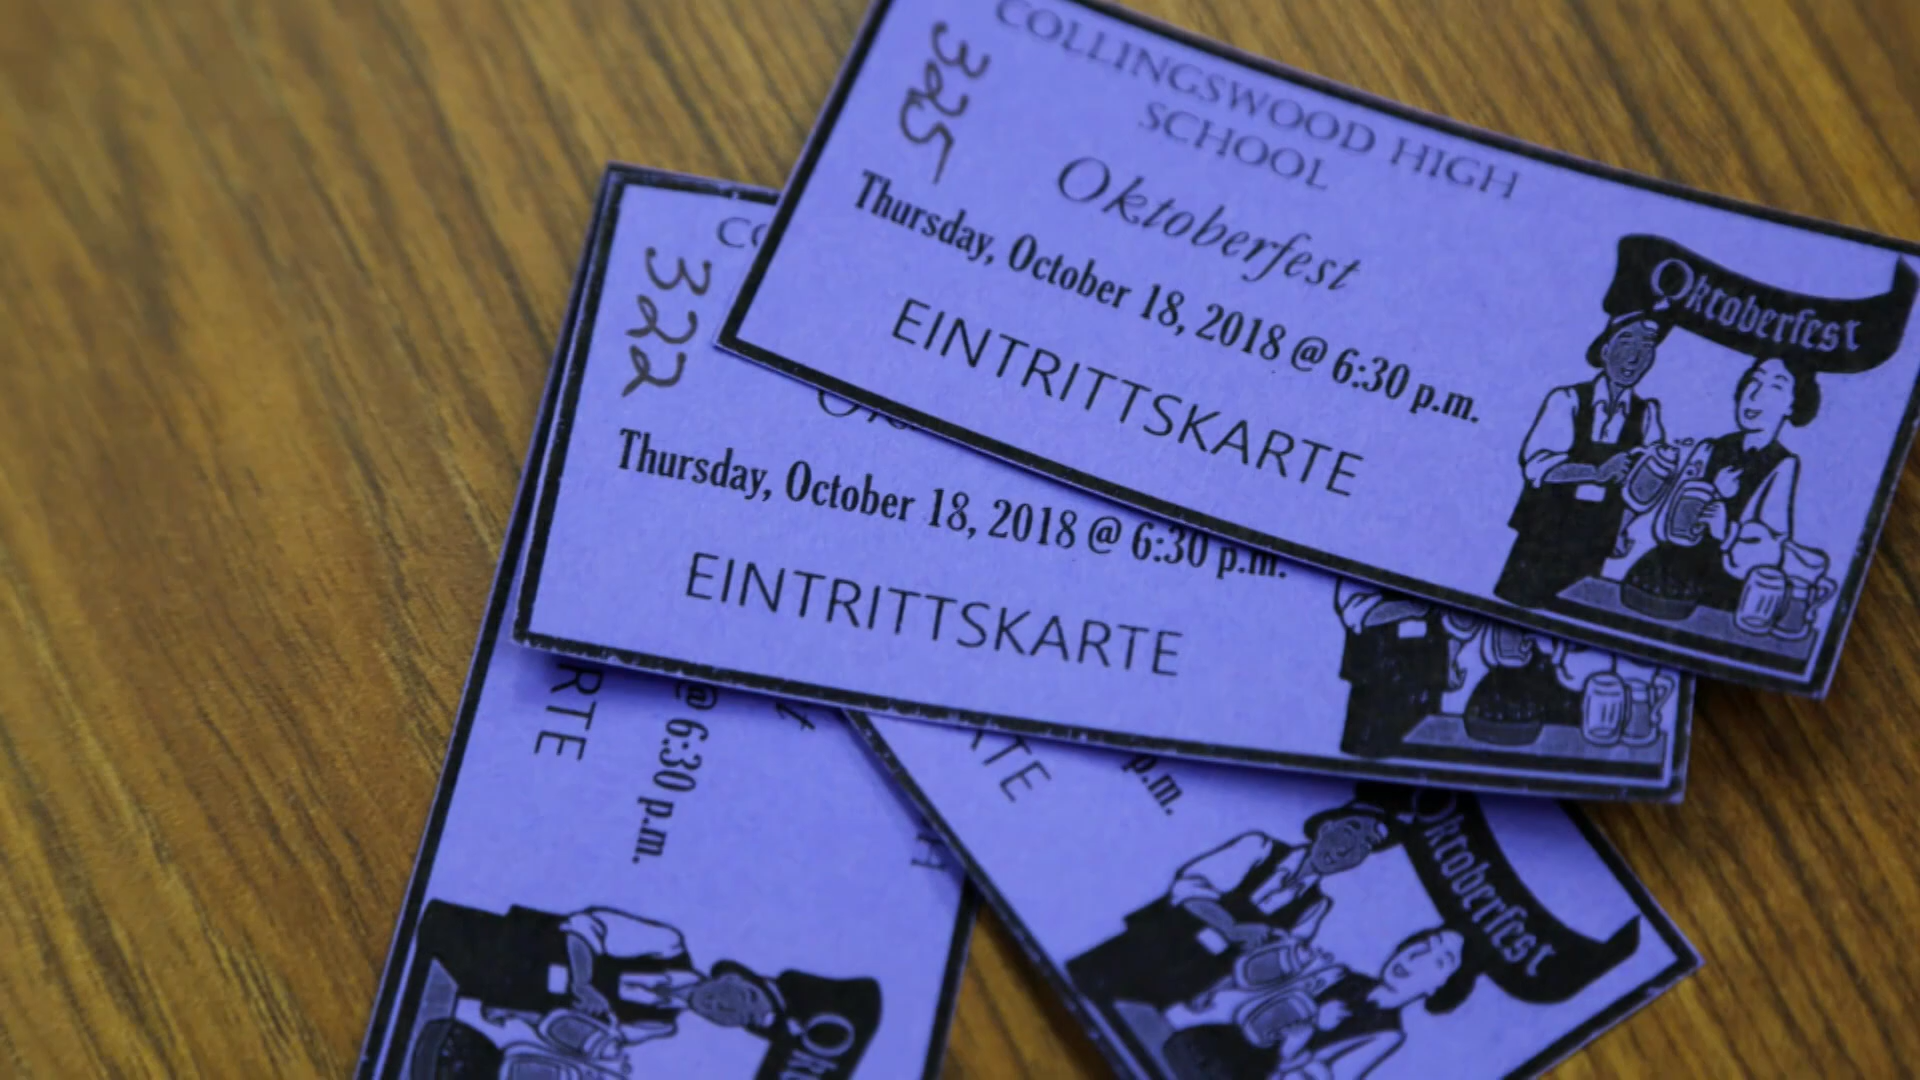 325
COLLINGSWOOD HIGH
SCHOOL
Oktoberfest
Thursday, October 18, 2018 @ 6:30 p.m.
EINTRITTSKARTE
Oktoberfest
322
Thursday, October 18, 2018 @ 6:30 p.m.
EINTRITTSKARTE
RTE
@ 6:30 p.m.
TE
p.m.
Oktoberfest